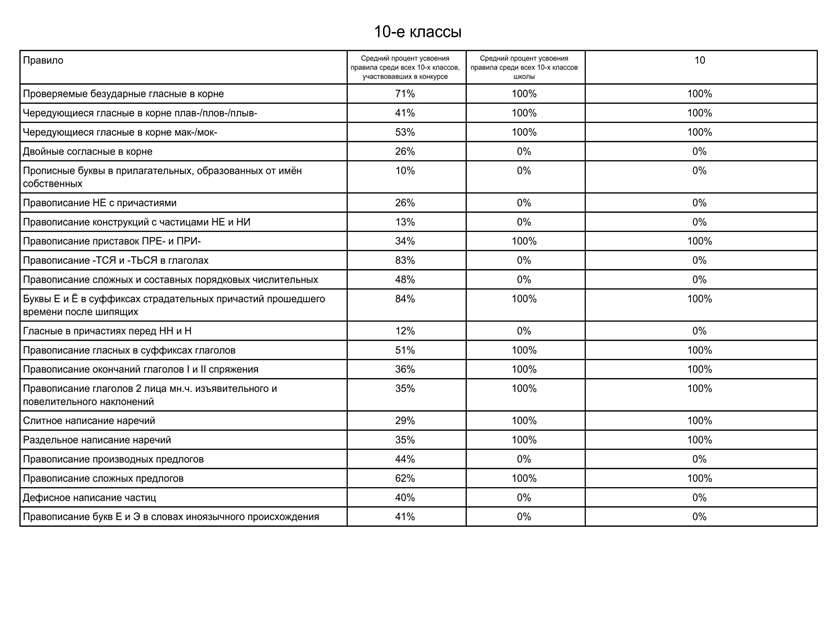 10-е классы
Правило
Средний процент усвоения
правила среди всех 10-х классов,
участвовавших в конкурсе
Средний процент усвоения
правила среди всех 10-х классов
школы
10
Проверяемые безударные гласные в корне 71% 100% 100%
Чередующиеся гласные в корне плав-/плов-/плыв- 41% 100% 100%
Чередующиеся гласные в корне мак-/мок- 53% 100% 100%
Двойные согласные в корне 26% 0% 0%
Прописные буквы в прилагательных, образованных от имён 10% 0% 0%
собственных
Правописание НЕ с причастиями 26% 0% 0%
Правописание конструкций с частицами НЕ и НИ 13% 0% 0%
Правописание приставок ПРЕ- и ПРИ- 34% 100% 100%
Правописание -ТСЯ и -ТЬСЯ в глаголах 83% 0% 0%
Правописание сложных и составных порядковых числительных 48% 0% 0%
Буквы Е и Ё в суффиксах страдательных причастий прошедшего 84% 100% 100%
времени после шипящих
Гласные в причастиях перед НН и Н 12% 0% 0%
Правописание гласных в суффиксах глаголов 51% 100% 100%
Правописание окончаний глаголов I и II спряжения 36% 100% 100%
Правописание глаголов 2 лица мн.ч. изъявительного и 35% 100% 100%
повелительного наклонений
Слитное написание наречий 29% 100% 100%
Раздельное написание наречий 35% 100% 100%
Правописание производных предлогов 44% 0% 0%
Правописание сложных предлогов 62% 100% 100%
Дефисное написание частиц 40% 0% 0%
Правописание букв Е и Э в словах иноязычного происхождения 41% 0% 0%